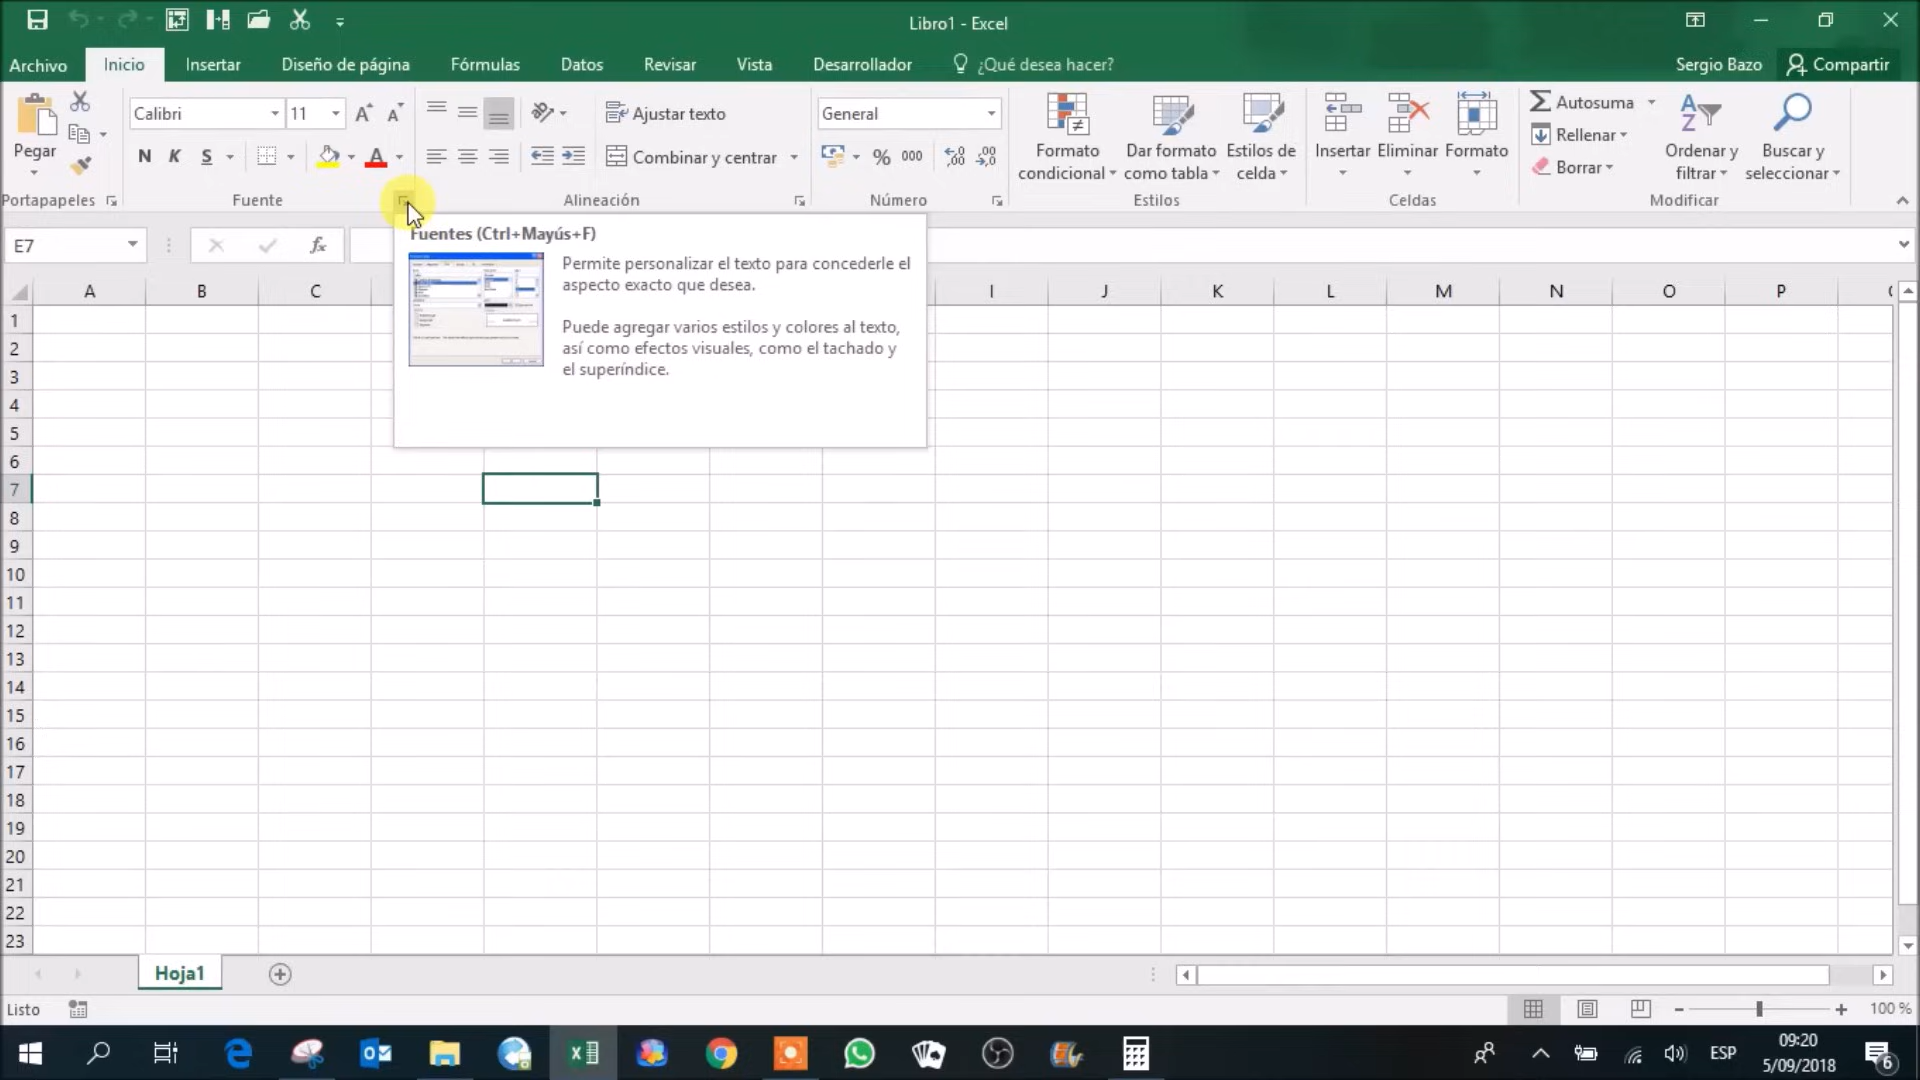 Libro1 - Excel
Archivo Inicio Insertar Diseño de página Fórmulas Datos Revisar Vista Desarrollador ¿Qué desea hacer? Sergio Bazo Compartir
Calibri 11 Ajustar texto General Autosuma
Rellenar
Pegar N K S A Combinar y centrar % 000 Formato condicional Dar formato como tabla Estilos de celda Insertar Eliminar Formato Borrar Ordenar y filtrar Buscar y seleccionar
Portapapeles Fuente Alineación Número Estilos Celdas Modificar
E7 fx
Fuentes (Ctrl+Mayús+F)
Permite personalizar el texto para concederle el
aspecto exacto que desea.
Puede agregar varios estilos y colores al texto,
así como efectos visuales, como el tachado y
el superíndice.
A B C I J K L M N O P
1
2
3
4
5
6
7
8
9
10
11
12
13
14
15
16
17
18
19
20
21
22
23
Hoja1
Listo 100 %
ESP 09:20
5/09/2018 6